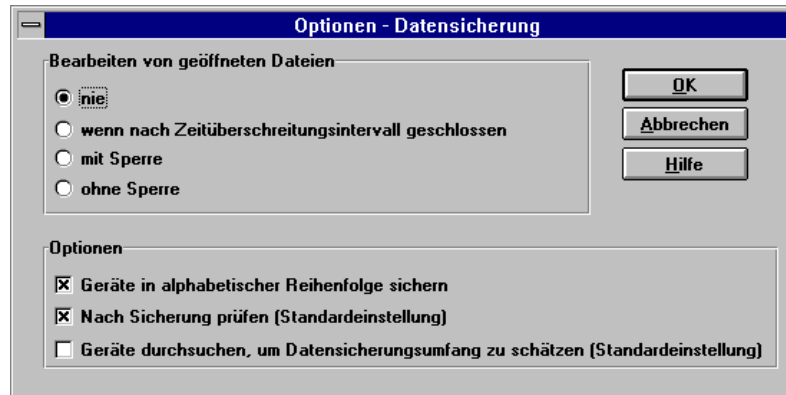 Optionen - Datensicherung
Bearbeiten von geöffneten Dateien
nie
wenn nach Zeitüberschreitungsintervall geschlossen
mit Sperre
ohne Sperre
OK
Abbrechen
Hilfe
Optionen
Geräte in alphabetischer Reihenfolge sichern
Nach Sicherung prüfen (Standardeinstellung)
Geräte durchsuchen, um Datensicherungsumfang zu schätzen (Standardeinstellung)